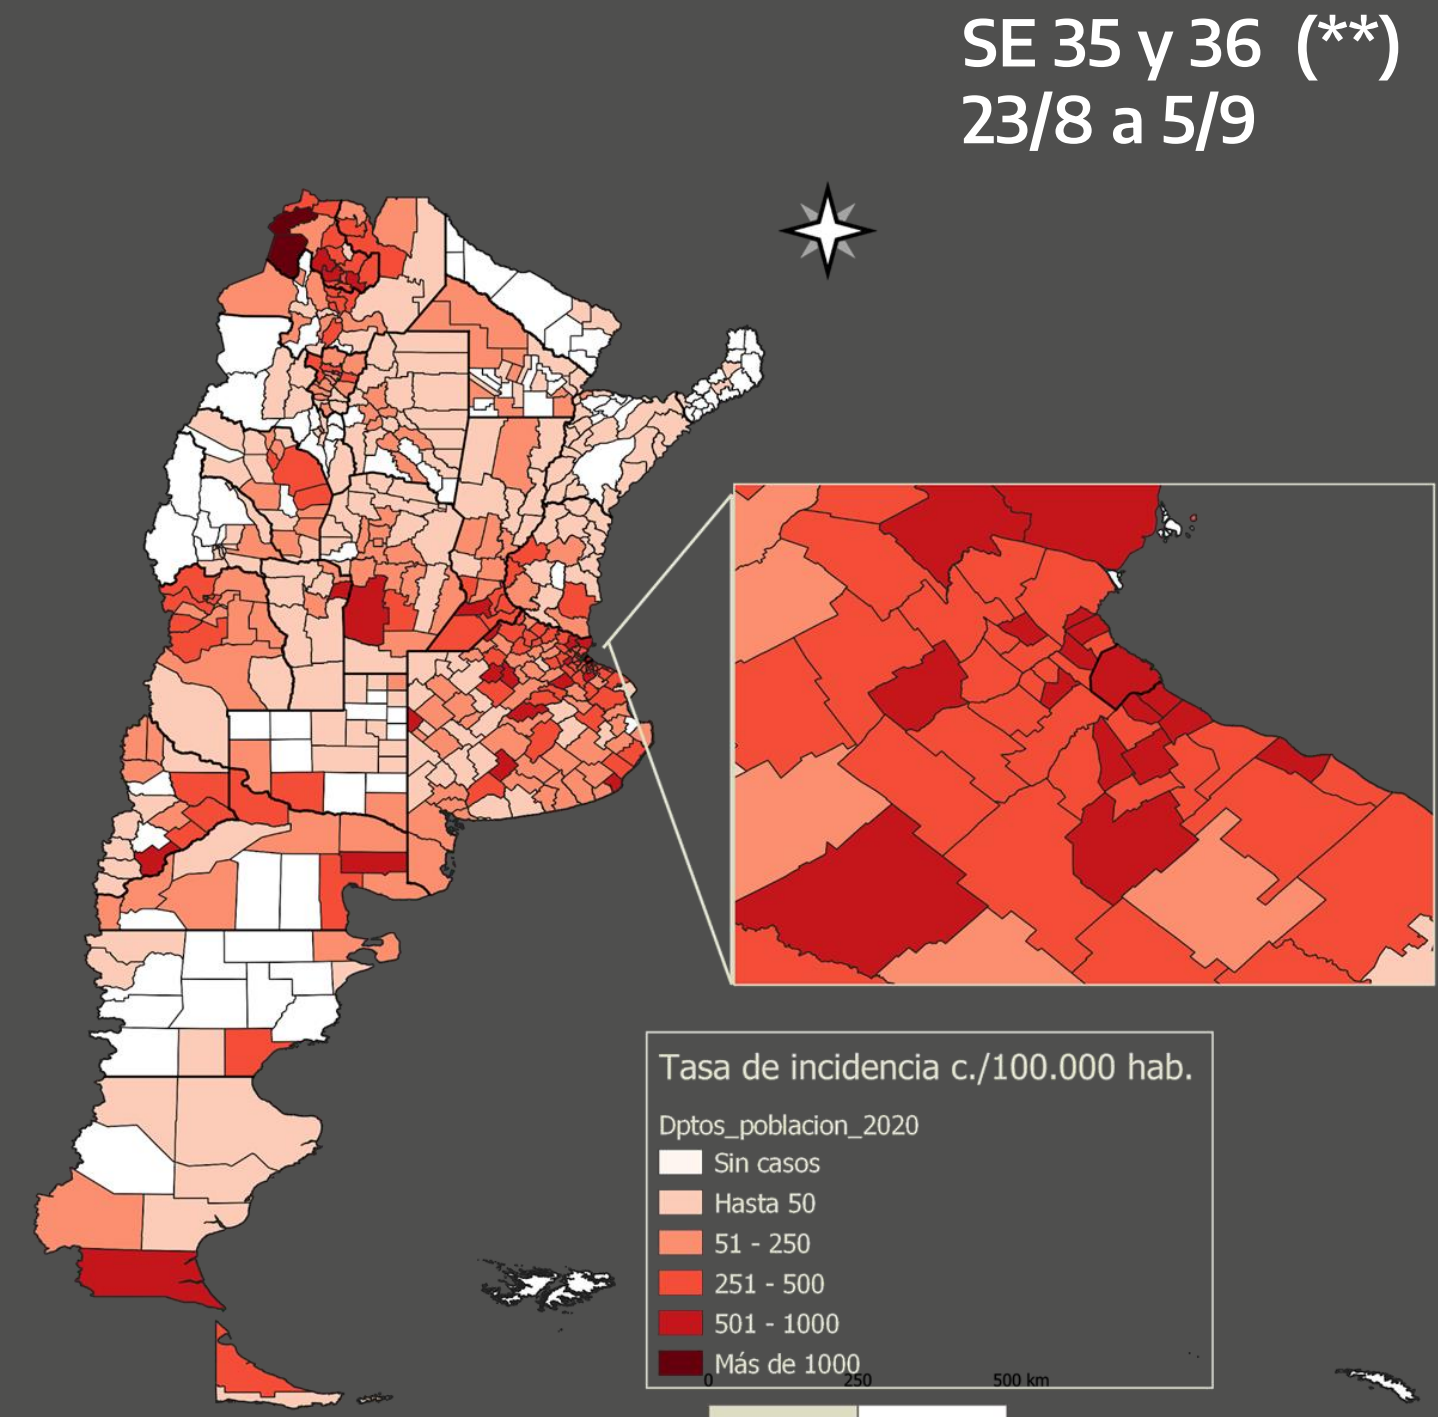 SE 35 y 36 (**)
23/8 a 5/9
Tasa de incidencia c./100.000 hab.
Dptos_poblacion_2020
Sin casos
Hasta 50
51 - 250
251 - 500
501 - 1000
Más de 1000
0 250 500 km